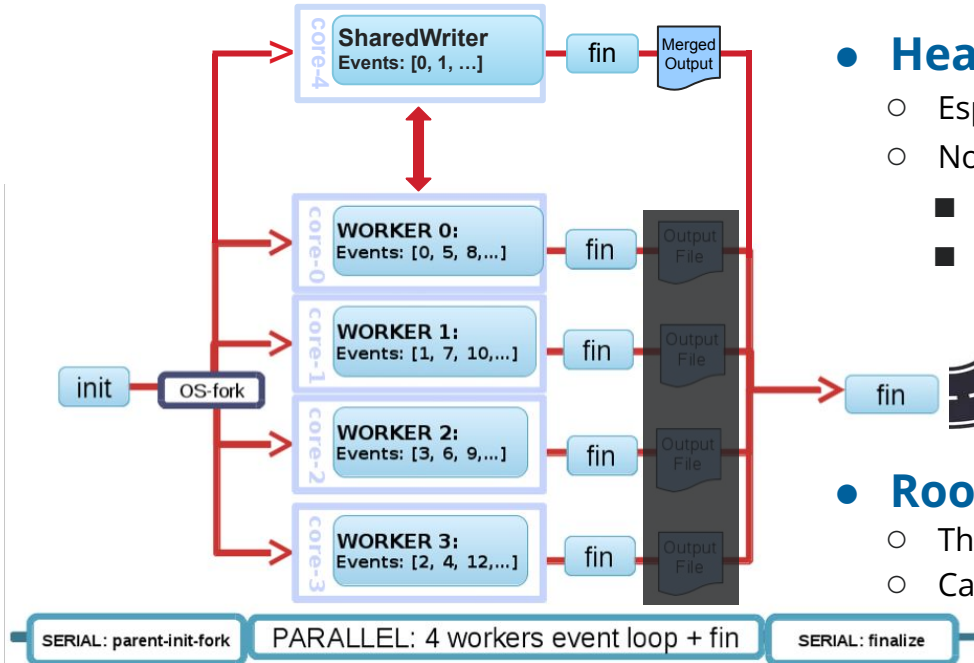 core-4
SharedWriter
Events: [0, 1, ...]
fin
Merged
Output
core-0
WORKER 0:
Events: [0, 5, 8,...]
fin
Output
File
core-1
WORKER 1:
Events: [1, 7, 10,...]
fin
Output
File
init
OS-fork
fin
core-2
WORKER 2:
Events: [3, 6, 9,...]
fin
Output
File
core-3
WORKER 3:
Events: [2, 4, 12,...]
fin
Output
File
SERIAL: parent-init-fork
PARALLEL: 4 workers event loop + fin
SERIAL: finalize
● Hea
○ Esp
○ No
■
■
● Roo
○ Th
○ Ca